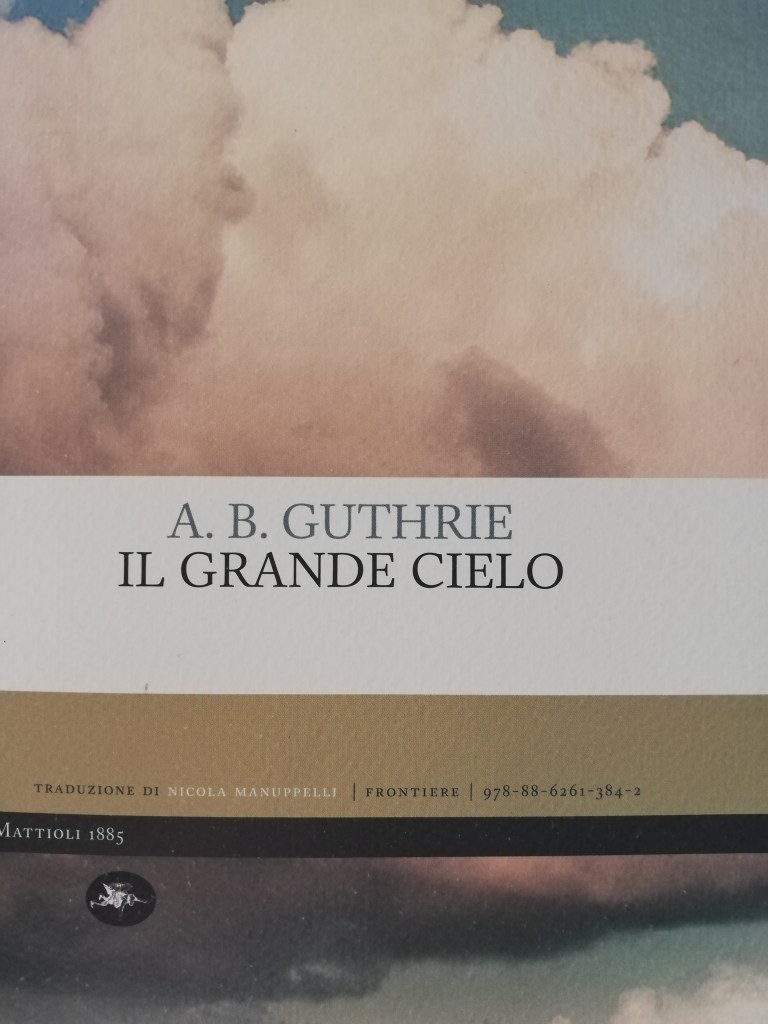 A. B. GUTHRIE
IL GRANDE CIELO
TRADUZIONE DI NICOLA MANUPPELLI | FRONTIERE | 978-88-6261-384-2
MATTIOLI 1885